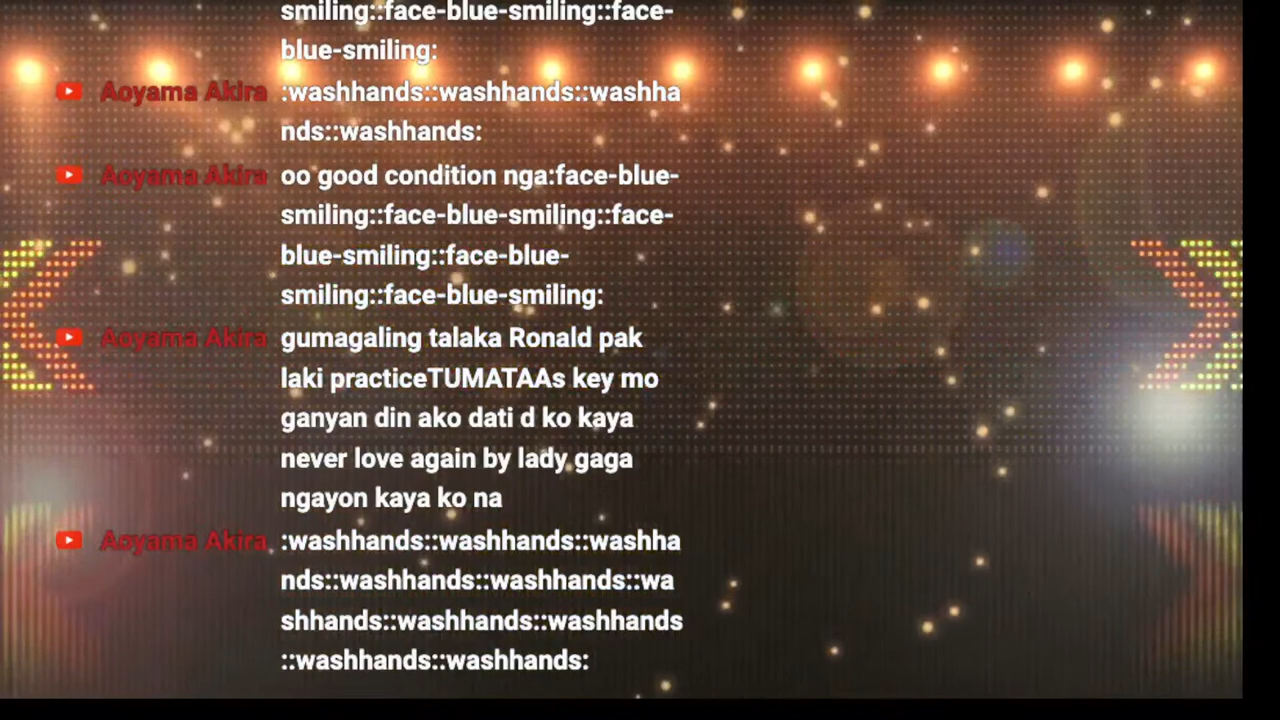 smiling::face-blue-smiling::face-
blue-smiling:
Aoyama Akira :washhands::washhands::washha
nds::washhands:
Aoyama Akira oo good condition nga:face-blue-
smiling::face-blue-smiling::face-
blue-smiling::face-blue-
smiling::face-blue-smiling:
Aoyama Akira gumagaling talaka Ronald pak
laki practiceTUMATAAs key mo
ganyan din ako dati d ko kaya
never love again by lady gaga
ngayon kaya ko na
Aoyama Akira :washhands::washhands::washha
nds::washhands::washhands::wa
shhands::washhands::washhands
::washhands::washhands: